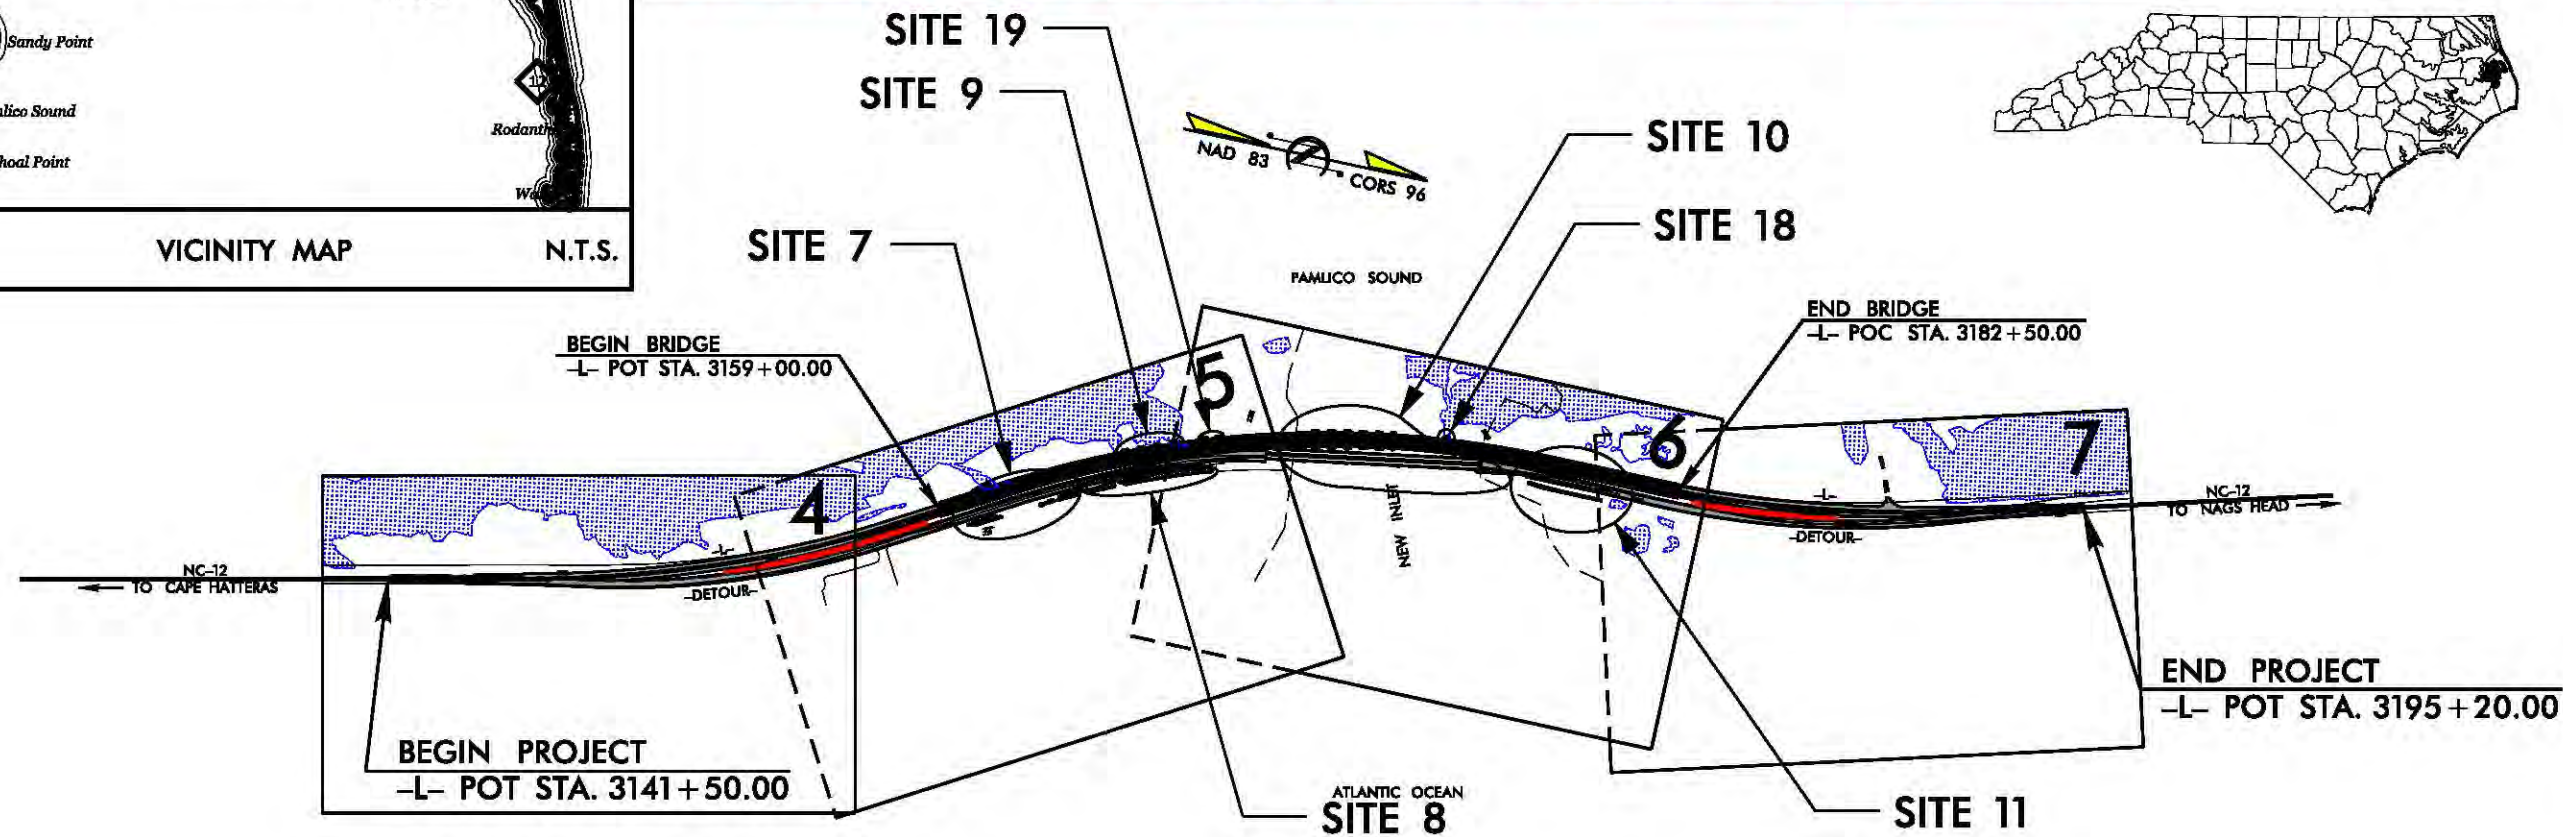 Sandy Point
Sound
Point
12
VICINITY MAP
N.T.S.
SITE 19
SITE 9
SITE 7
NAD 83
CORS 96
SITE 10
SITE 18
PAMLICO SOUND
BEGIN BRIDGE
-L- POT STA. 3159+00.00
END BRIDGE
-L- POC STA. 3182+50.00
5
6
7
4
-L-
-L-
NC-12
TO NAGS HEAD
NEW INLET
-DETOUR-
NC-12
TO CAPE HATTERAS
-DETOUR-
BEGIN PROJECT
-L- POT STA. 3141+50.00
END PROJECT
-L- POT STA. 3195+20.00
ATLANTIC OCEAN
SITE 8
SITE 11